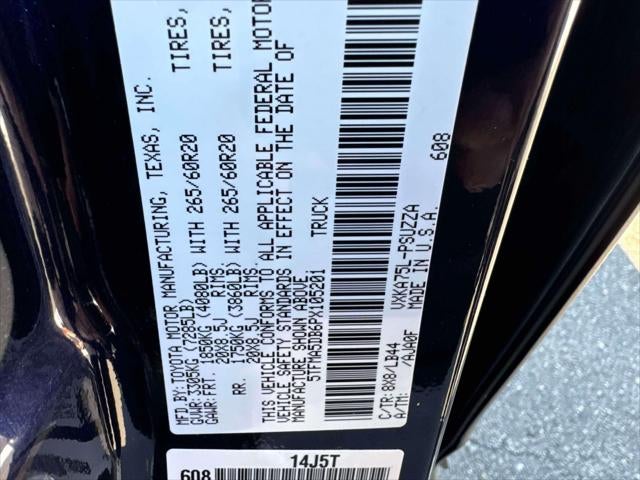 MFD BY: TOYOTA MOTOR MANUFACTURING, TEXAS, INC.
GVWR: 3305KG (7285LB)
GAWR: FRT. 1850KG (4080LB) WITH 265/60R20 TIRES,
20X8.5J RIMS
RR. 1750KG (3860LB) WITH 265/60R20 TIRES,
20X8.5J RIMS
THIS VEHICLE CONFORMS TO ALL APPLICABLE FEDERAL MOTOR
VEHICLE SAFETY STANDARDS IN EFFECT ON THE DATE OF
MANUFACTURE SHOWN ABOVE.
5TFMA5DB6PX105281 TRUCK
608
C/TR: 8X8/LB44 VXKA75L-PSUZZA
A/TM: /AJA0F MADE IN U.S.A.
14J5T
608